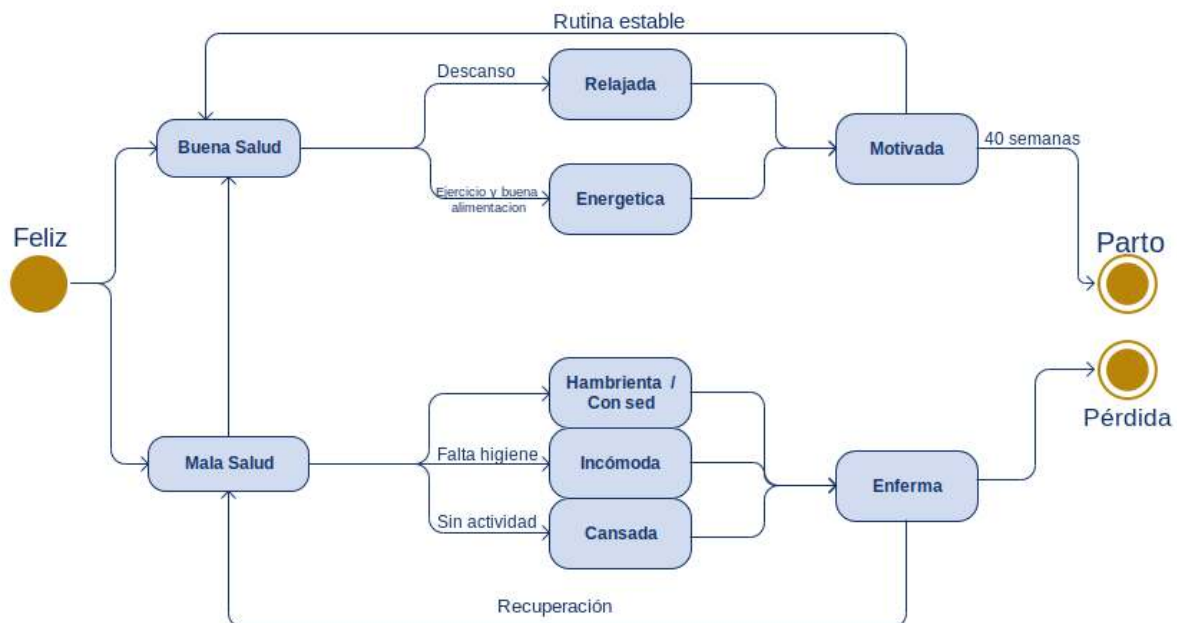 Rutina estable
Descanso
Relajada
Buena Salud
Motivada
40 semanas
Ejercicio y buena
alimentacion
Energetica
Feliz
Parto
Hambrienta /
Con sed
Pérdida
Mala Salud
Falta higiene
Incómoda
Enferma
Sin actividad
Cansada
Recuperación